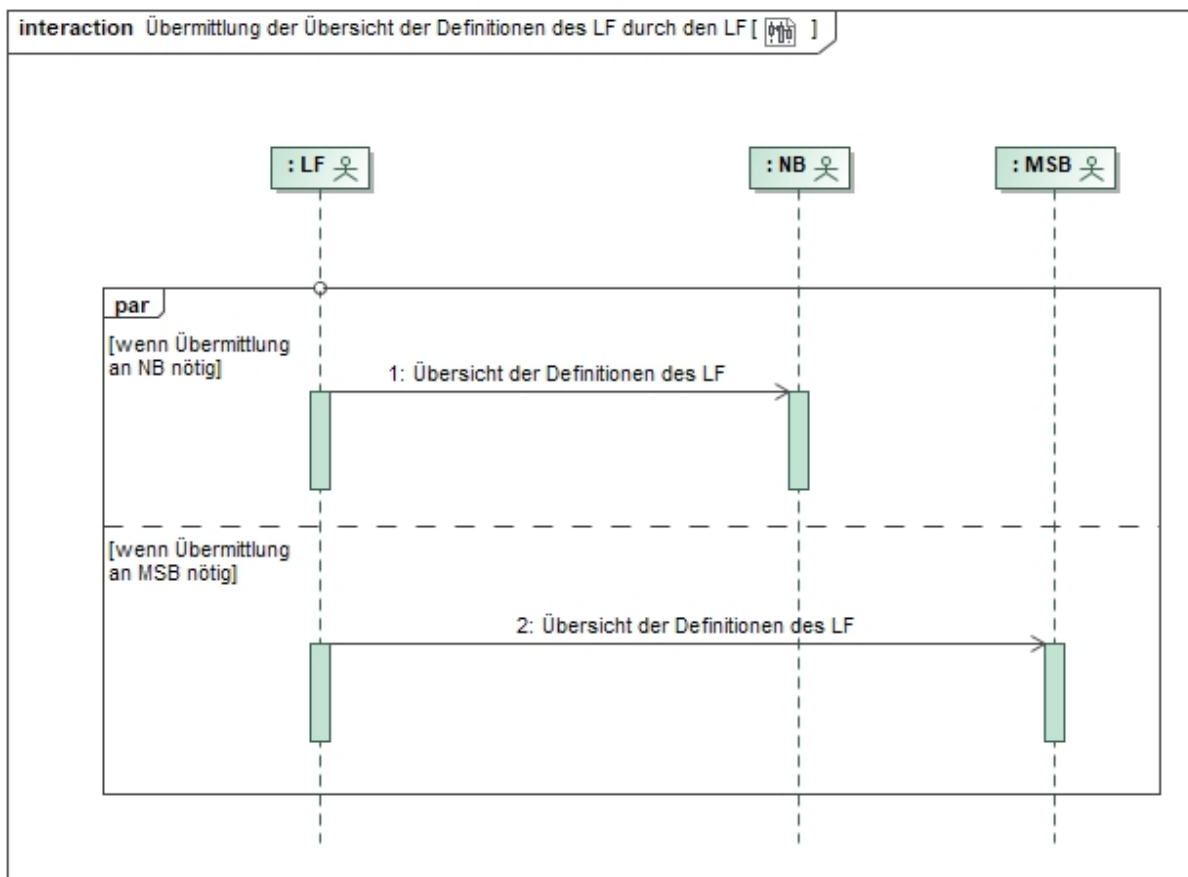 interaction Übermittlung der Übersicht der Definitionen des LF durch den LF [ ]
: LF
: NB
: MSB
par
[wenn Übermittlung
an NB nötig]
1: Übersicht der Definitionen des LF
[wenn Übermittlung
an MSB nötig]
2: Übersicht der Definitionen des LF